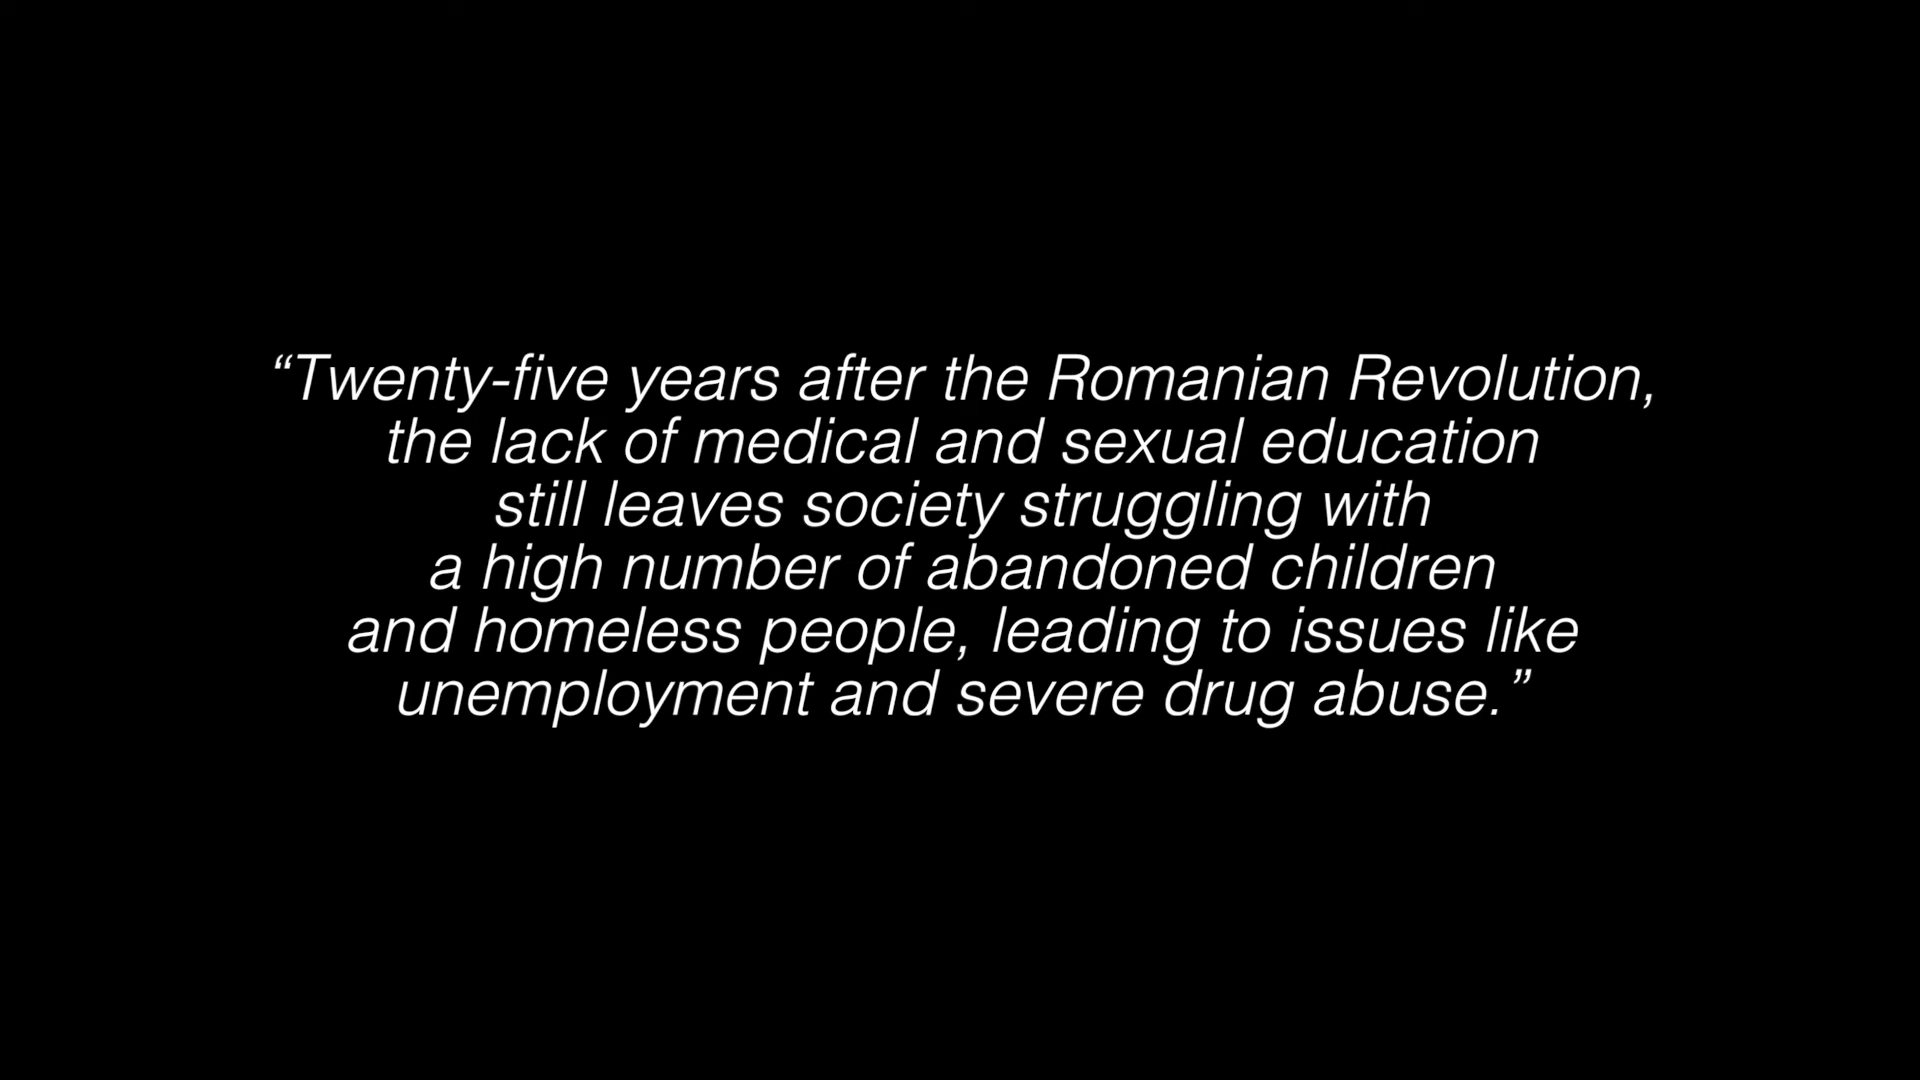 “Twenty-five years after the Romanian Revolution,
the lack of medical and sexual education
still leaves society struggling with
a high number of abandoned children
and homeless people, leading to issues like
unemployment and severe drug abuse.”